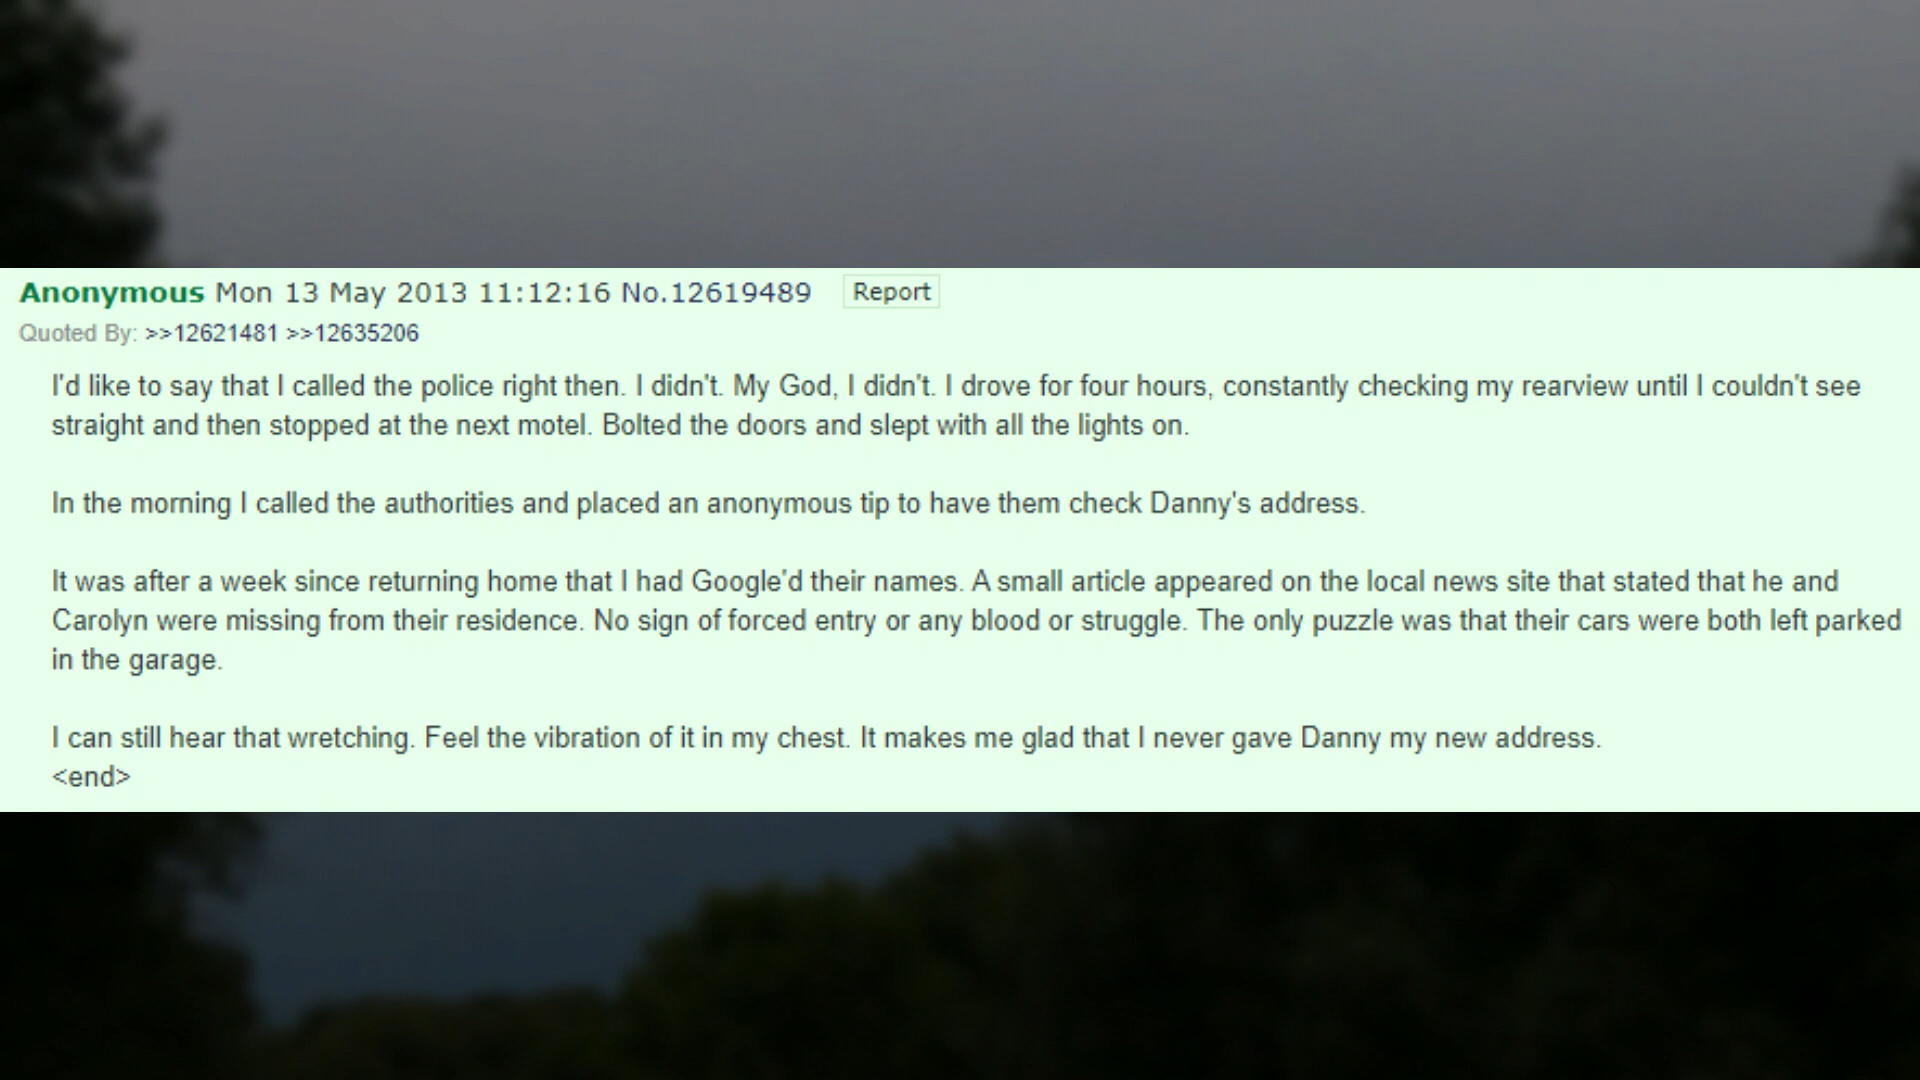 Anonymous Mon 13 May 2013 11:12:16 No.12619489 Report
Quoted By: >>12621481 >>12635206
I'd like to say that I called the police right then. I didn't. My God, I didn't. I drove for four hours, constantly checking my rearview until I couldn't see
straight and then stopped at the next motel. Bolted the doors and slept with all the lights on.
In the morning I called the authorities and placed an anonymous tip to have them check Danny's address.
It was after a week since returning home that I had Google'd their names. A small article appeared on the local news site that stated that he and
Carolyn were missing from their residence. No sign of forced entry or any blood or struggle. The only puzzle was that their cars were both left parked
in the garage.
I can still hear that wretching. Feel the vibration of it in my chest. It makes me glad that I never gave Danny my new address.
<end>